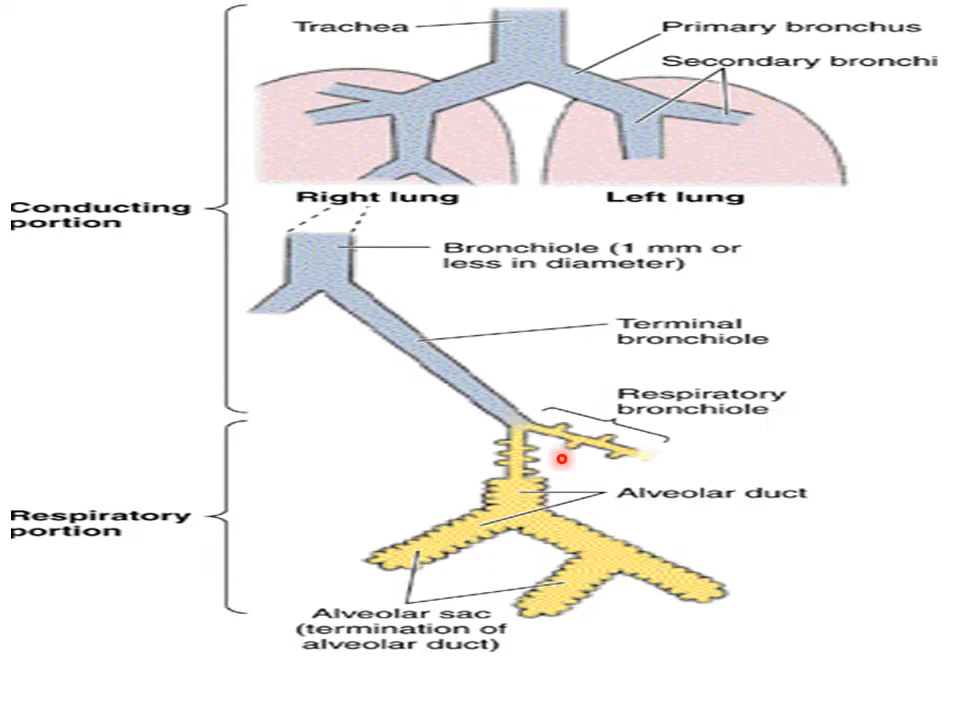 Trachea
Primary bronchus
Secondary bronchi
Right lung
Left lung
Conducting
portion
Bronchiole (1 mm or
less in diameter)
Terminal
bronchiole
Respiratory
bronchiole
Alveolar duct
Respiratory
portion
Alveolar sac
(termination of
alveolar duct)